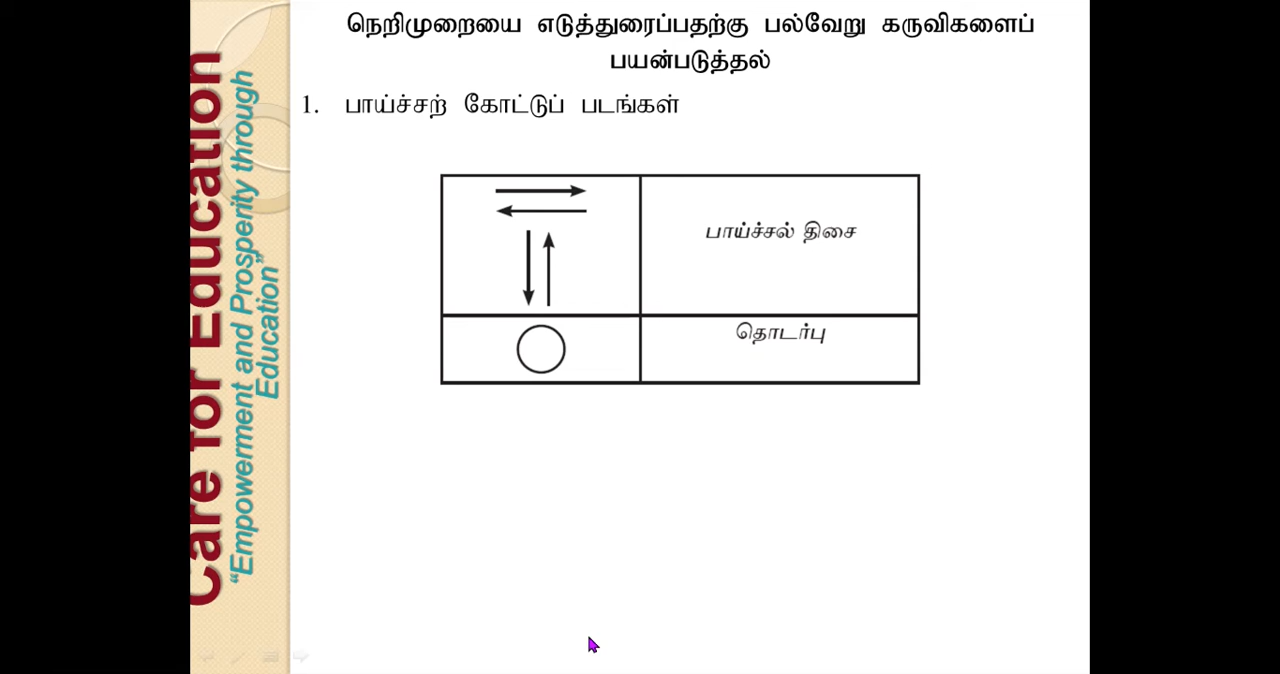 நெறிமுறையை எடுத்துரைப்பதற்கு பல்வேறு கருவிகளைப்
பயன்படுத்தல்
1. பாய்ச்சற் கோட்டுப் படங்கள்
பாய்ச்சல் திசை
தொடர்பு
Care for Education
“Empowerment and Prosperity through
Education”